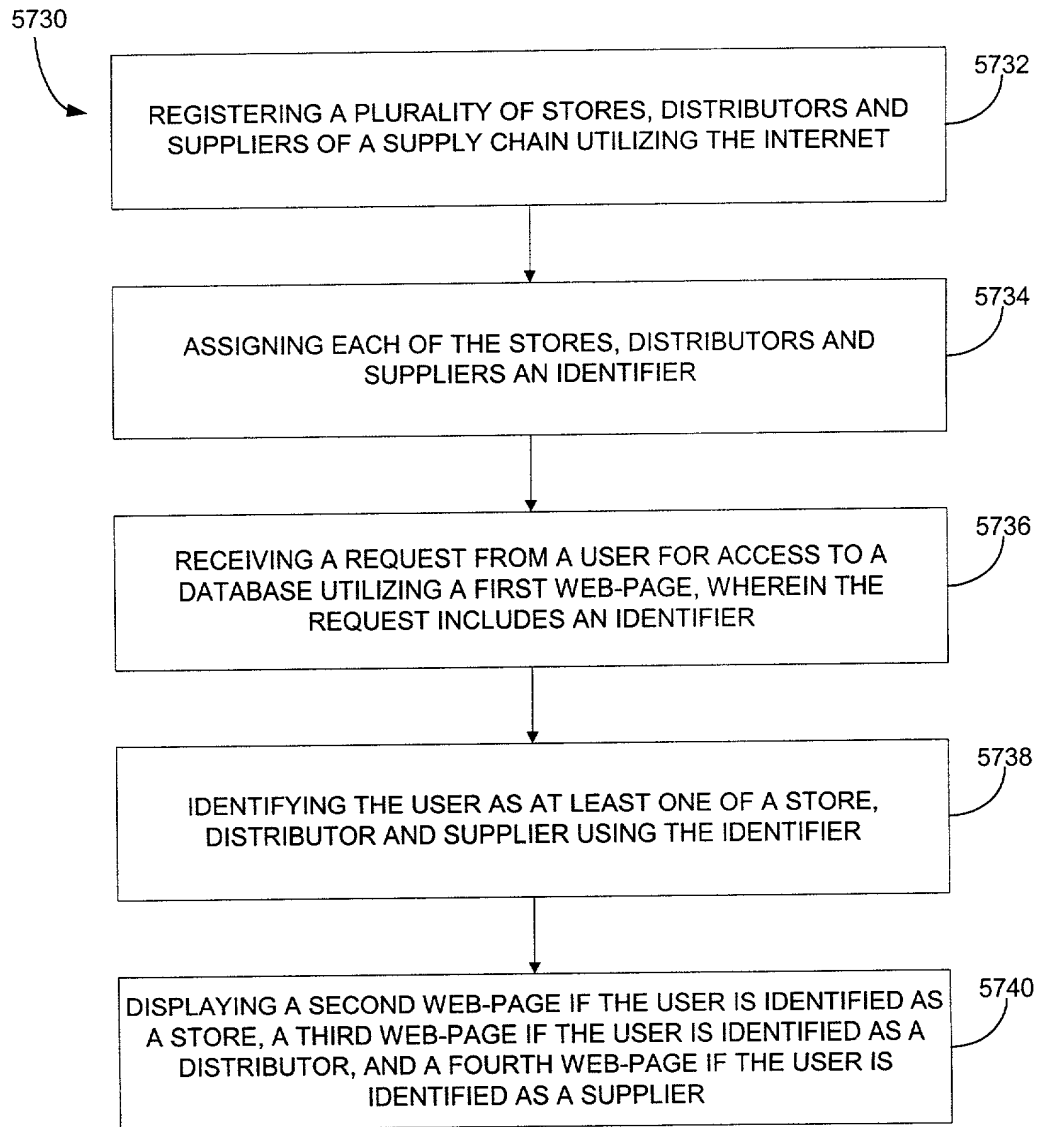 5730
5732
REGISTERING A PLURALITY OF STORES, DISTRIBUTORS AND
SUPPLIERS OF A SUPPLY CHAIN UTILIZING THE INTERNET
5734
ASSIGNING EACH OF THE STORES, DISTRIBUTORS AND
SUPPLIERS AN IDENTIFIER
5736
RECEIVING A REQUEST FROM A USER FOR ACCESS TO A
DATABASE UTILIZING A FIRST WEB-PAGE, WHEREIN THE
REQUEST INCLUDES AN IDENTIFIER
5738
IDENTIFYING THE USER AS AT LEAST ONE OF A STORE,
DISTRIBUTOR AND SUPPLIER USING THE IDENTIFIER
5740
DISPLAYING A SECOND WEB-PAGE IF THE USER IS IDENTIFIED AS
A STORE, A THIRD WEB-PAGE IF THE USER IS IDENTIFIED AS A
DISTRIBUTOR, AND A FOURTH WEB-PAGE IF THE USER IS
IDENTIFIED AS A SUPPLIER